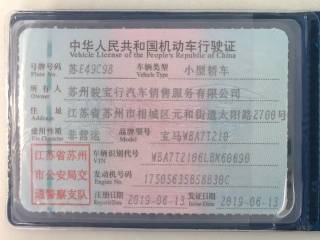 中华人民共和国机动车行驶证
Vehicle License of the People's Republic of China
号牌号码 苏E49C98 车辆类型 小型轿车
Plate No. Vehicle Type
所有人 苏州骏宝行汽车销售服务有限公司
Owner
住址 江苏省苏州市相城区元和街道太阳路2700号
Address
使用性质 非营运 品牌型号 宝马WBA7T210
Model
江苏省苏州 车辆识别代号
市公安局交 VIN
通警察支队 发动机号码
Engine No.
注册日期 2019-06-13 发证日期 2019-06-13
Issue Date